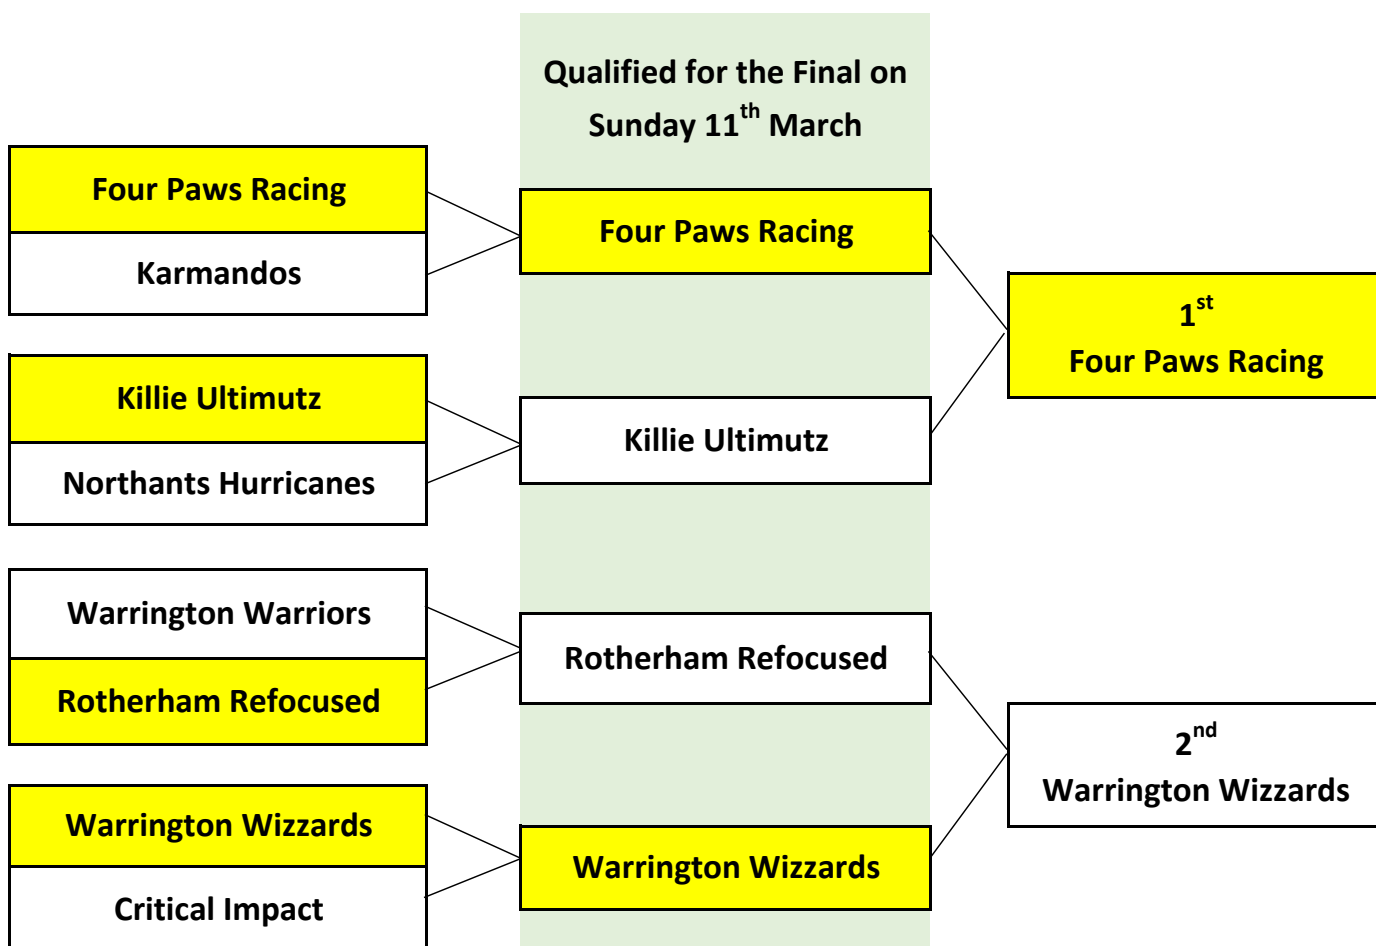 Qualified for the Final on
Sunday 11th March
Four Paws Racing
Karmandos
Killie Ultimutz
Northants Hurricanes
Warrington Warriors
Rotherham Refocused
Warrington Wizzards
Critical Impact
Four Paws Racing
Killie Ultimutz
Rotherham Refocused
Warrington Wizzards
1st
Four Paws Racing
2nd
Warrington Wizzards